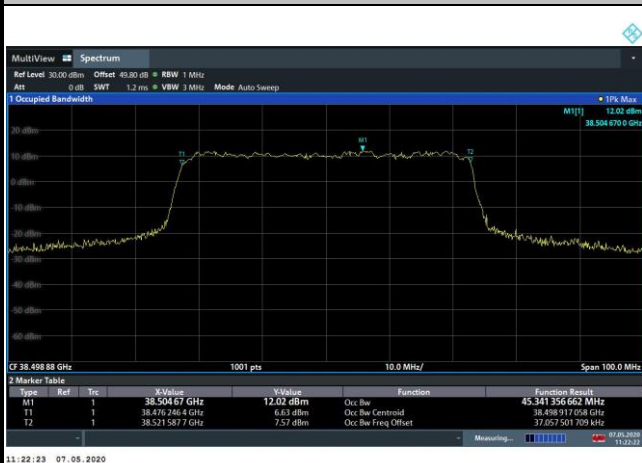 MultiView Spectrum
Ref Level 30.00 dBm Offset 49.80 dB RBW 1 MHz
Att 0 dB SWT 1.2 ms VBW 3 MHz Mode Auto Sweep
1 Occupied Bandwidth 1Pk Max
M1[1] 12.02 dBm
38.504 670 0 GHz
20 dBm
M1
T1 T2
10 dBm
0 dBm
-10 dBm
-20 dBm
-30 dBm
-40 dBm
-50 dBm
-60 dBm
CF 38.498 88 GHz 1001 pts 10.0 MHz/ Span 100.0 MHz
2 Marker Table
Type Ref Trc X-Value Y-Value Function Function Result
M1 1 38.504 67 GHz 12.02 dBm Occ Bw 45.341 356 662 MHz
T1 1 38.476 246 4 GHz 6.63 dBm Occ Bw Centroid 38.498 917 058 GHz
T2 1 38.521 587 7 GHz 7.57 dBm Occ Bw Freq Offset 37.057 501 709 kHz
Measuring... 07.05.2020
11:22:22
11:22:23 07.05.2020